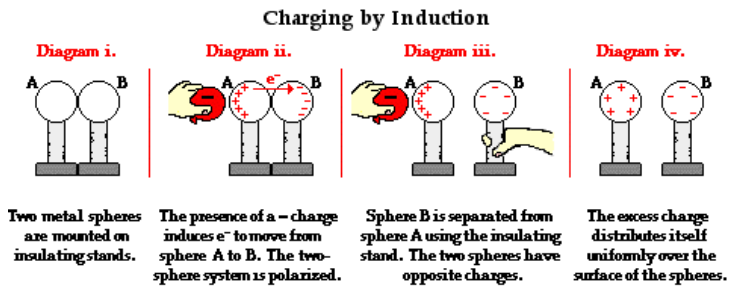 Charging by Induction
Diagram i.
Diagram ii.
Diagram iii.
Diagram iv.
A
B
A
e⁻
B
A
B
A
B
Two metal spheres
are mounted on
insulating stands.
The presence of a – charge
induces e⁻ to move from
sphere A to B. The two-
sphere system is polarized.
Sphere B is separated from
sphere A using the insulating
stand. The two spheres have
opposite charges.
The excess charge
distributes itself
uniformly over the
surface of the spheres.